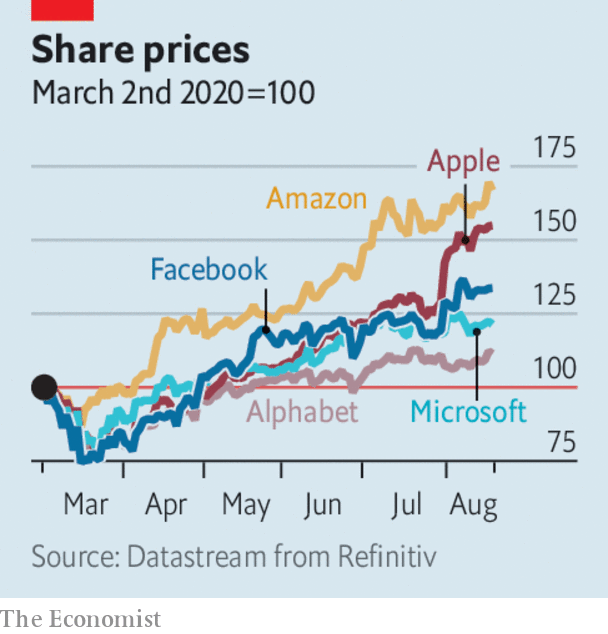 Share prices
March 2nd 2020=100
175
Apple
Amazon
150
Facebook
125
100
Alphabet
Microsoft
75
Mar Apr May Jun Jul Aug
Source: Datastream from Refinitiv
The Economist